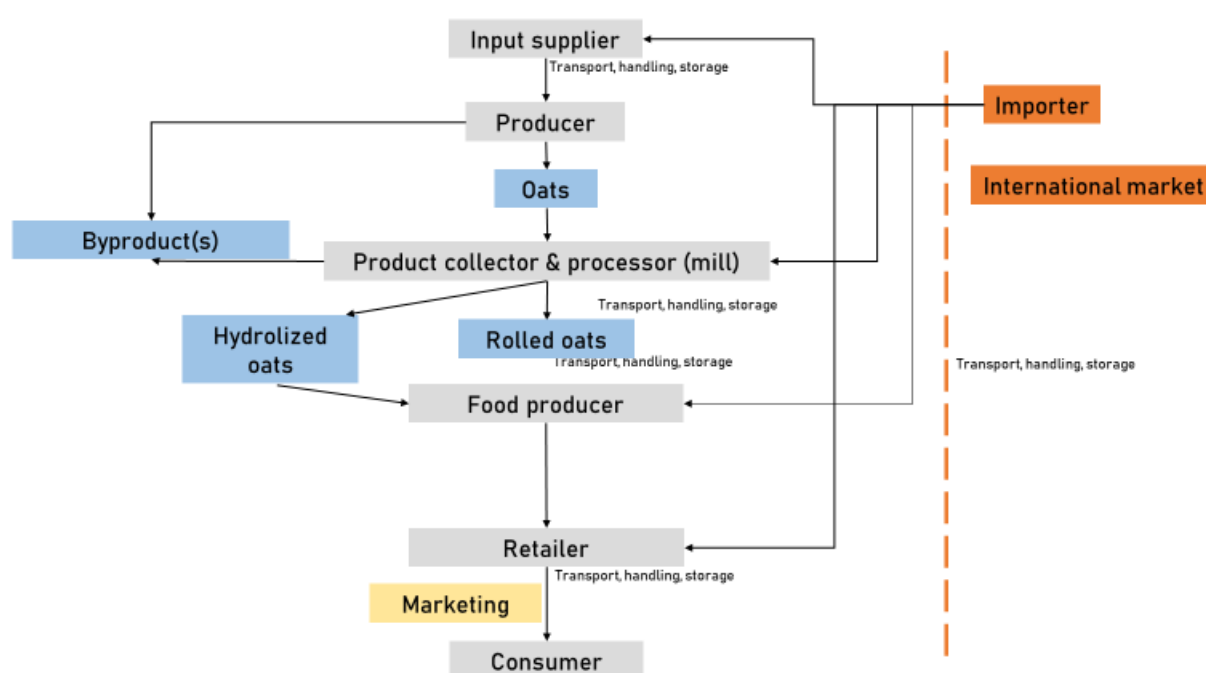 Input supplier
Transport, handling, storage
Importer
Producer
International market
Oats
Byproduct(s)
Product collector & processor (mill)
Transport, handling, storage
Hydrolized
oats
Rolled oats
Transport, handling, storage
Transport, handling, storage
Food producer
Retailer
Transport, handling, storage
Marketing
Consumer